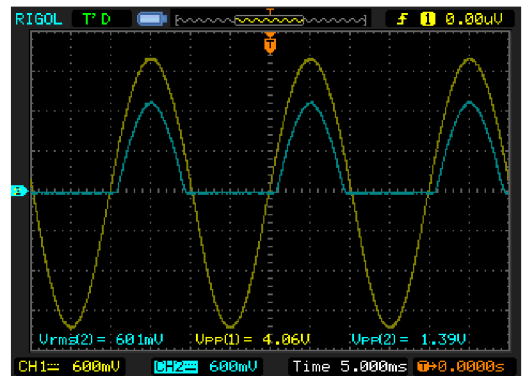 RIGOL T'D T f 1 0.00uV
T
2
Vrms(2)= 601mV Vpp(1)= 4.06V Vpp(2)= 1.39V
CH1 600mV CH2 600mV Time 5.000ms T→0.0000s